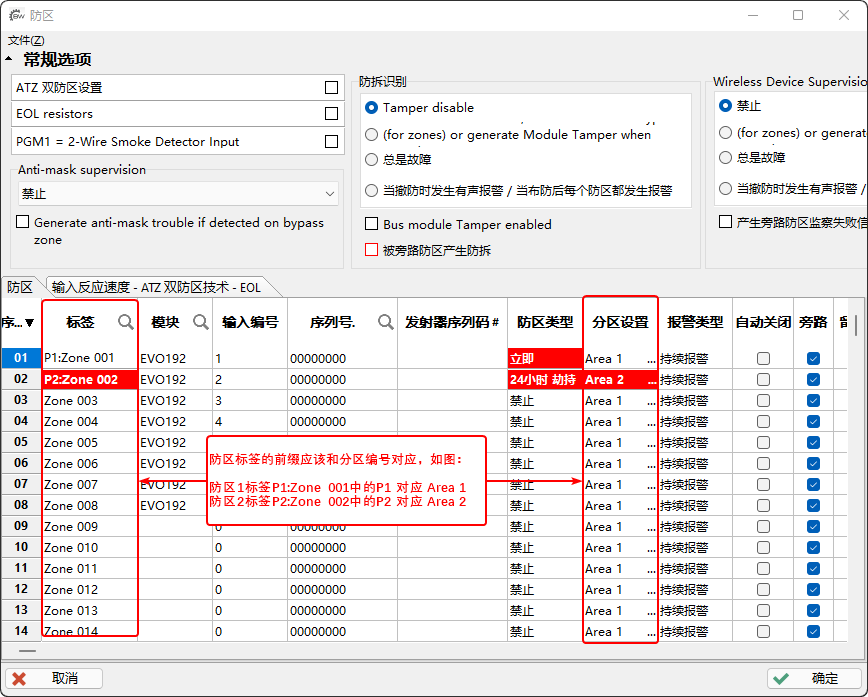 防区
文件(Z)
常规选项
ATZ 双防区设置
EOL resistors
PGM1 = 2-Wire Smoke Detector Input
Anti-mask supervision
禁止
Generate anti-mask trouble if detected on bypass
zone
防拆识别
Tamper disable
(for zones) or generate Module Tamper when
总是故障
当撤防时发生有声报警 / 当布防后每个防区都发生报警
Bus module Tamper enabled
被旁路防区产生防拆
Wireless Device Supervisio
禁止
(for zones) or generat
总是故障
当撤防时发生有声报警 /
产生旁路防区监察失败信
防区 输入反应速度 - ATZ 双防区技术 - EOL
序...▼ 标签 模块 输入编号 序列号. 发射器序列码 # 防区类型 分区设置 报警类型 自动关闭 旁路
01 P1:Zone 001 EVO192 1 00000000 立即 Area 1 ... 持续报警
02 P2:Zone 002 EVO192 2 00000000 24小时 劫持 Area 2 ... 持续报警
03 Zone 003 EVO192 3 00000000 禁止 Area 1 ... 持续报警
04 Zone 004 EVO192 4 00000000 禁止 Area 1 ... 持续报警
05 Zone 005 EVO192 禁止 Area 1 ... 持续报警
06 Zone 006 EVO192 禁止 Area 1 ... 持续报警
07 Zone 007 EVO192 禁止 Area 1 ... 持续报警
08 Zone 008 EVO192 禁止 Area 1 ... 持续报警
09 Zone 009 0 00000000 禁止 Area 1 ... 持续报警
10 Zone 010 0 00000000 禁止 Area 1 ... 持续报警
11 Zone 011 0 00000000 禁止 Area 1 ... 持续报警
12 Zone 012 0 00000000 禁止 Area 1 ... 持续报警
13 Zone 013 0 00000000 禁止 Area 1 ... 持续报警
14 Zone 014 0 00000000 禁止 Area 1 ... 持续报警
防区标签的前缀应该和分区编号对应，如图：
防区1标签P1:Zone 001中的P1 对应 Area 1
防区2标签P2:Zone 002中的P2 对应 Area 2
取消
确定